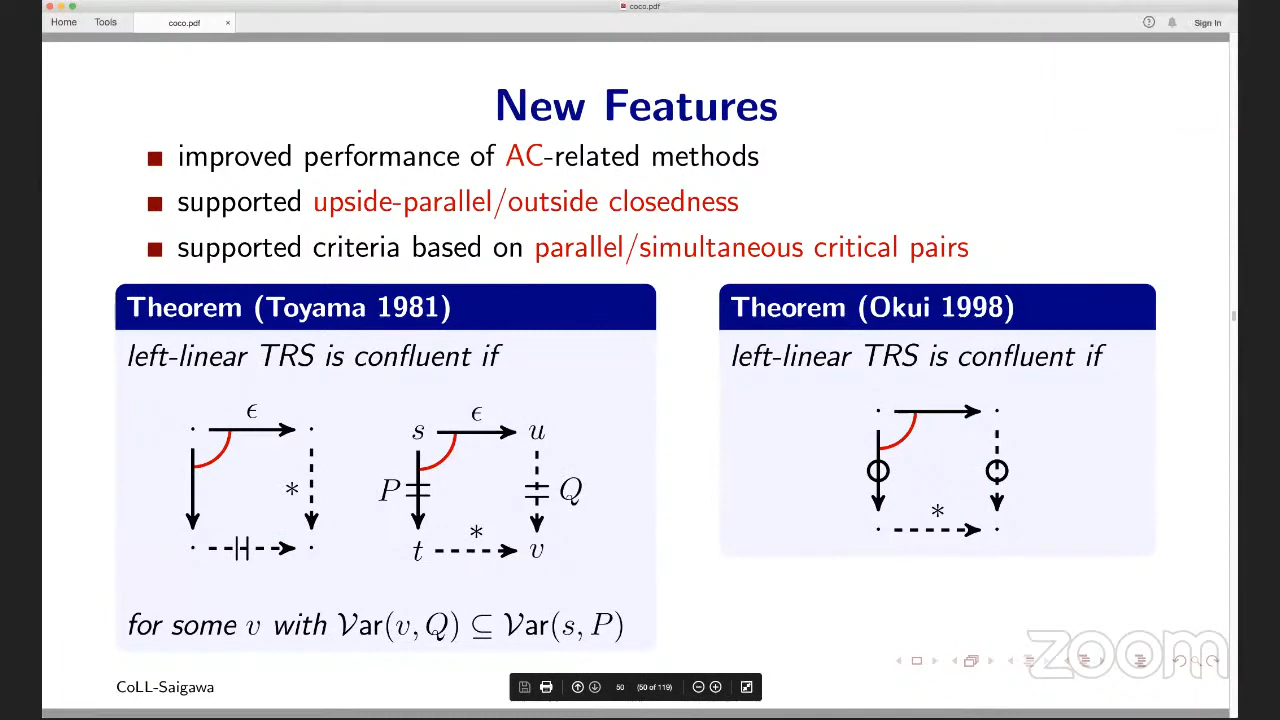 coco.pdf
Home Tools coco.pdf × Sign In
New Features
improved performance of AC-related methods
supported upside-parallel/outside closedness
supported criteria based on parallel/simultaneous critical pairs
Theorem (Toyama 1981)
left-linear TRS is confluent if
ϵ
*
s ϵ u
P Q
*
t v
for some v with Var(v, Q) ⊆ Var(s, P)
Theorem (Okui 1998)
left-linear TRS is confluent if
*
zoom
CoLL-Saigawa
50 (50 of 119)